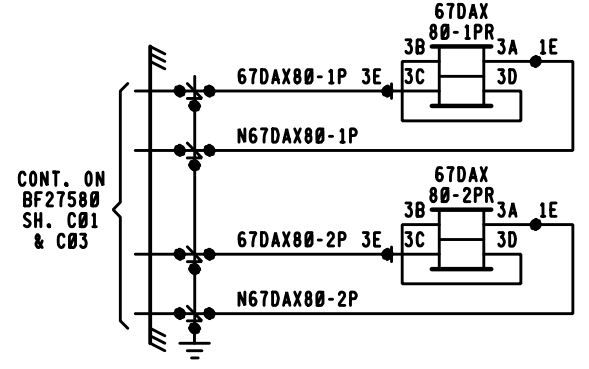 67DAX
80-1PR
3B 3A 1E
67DAX80-1P 3E 3C 3D
N67DAX80-1P
CONT. ON
BF27580
SH. C01
& C03
67DAX
80-2PR
3B 3A 1E
67DAX80-2P 3E 3C 3D
N67DAX80-2P